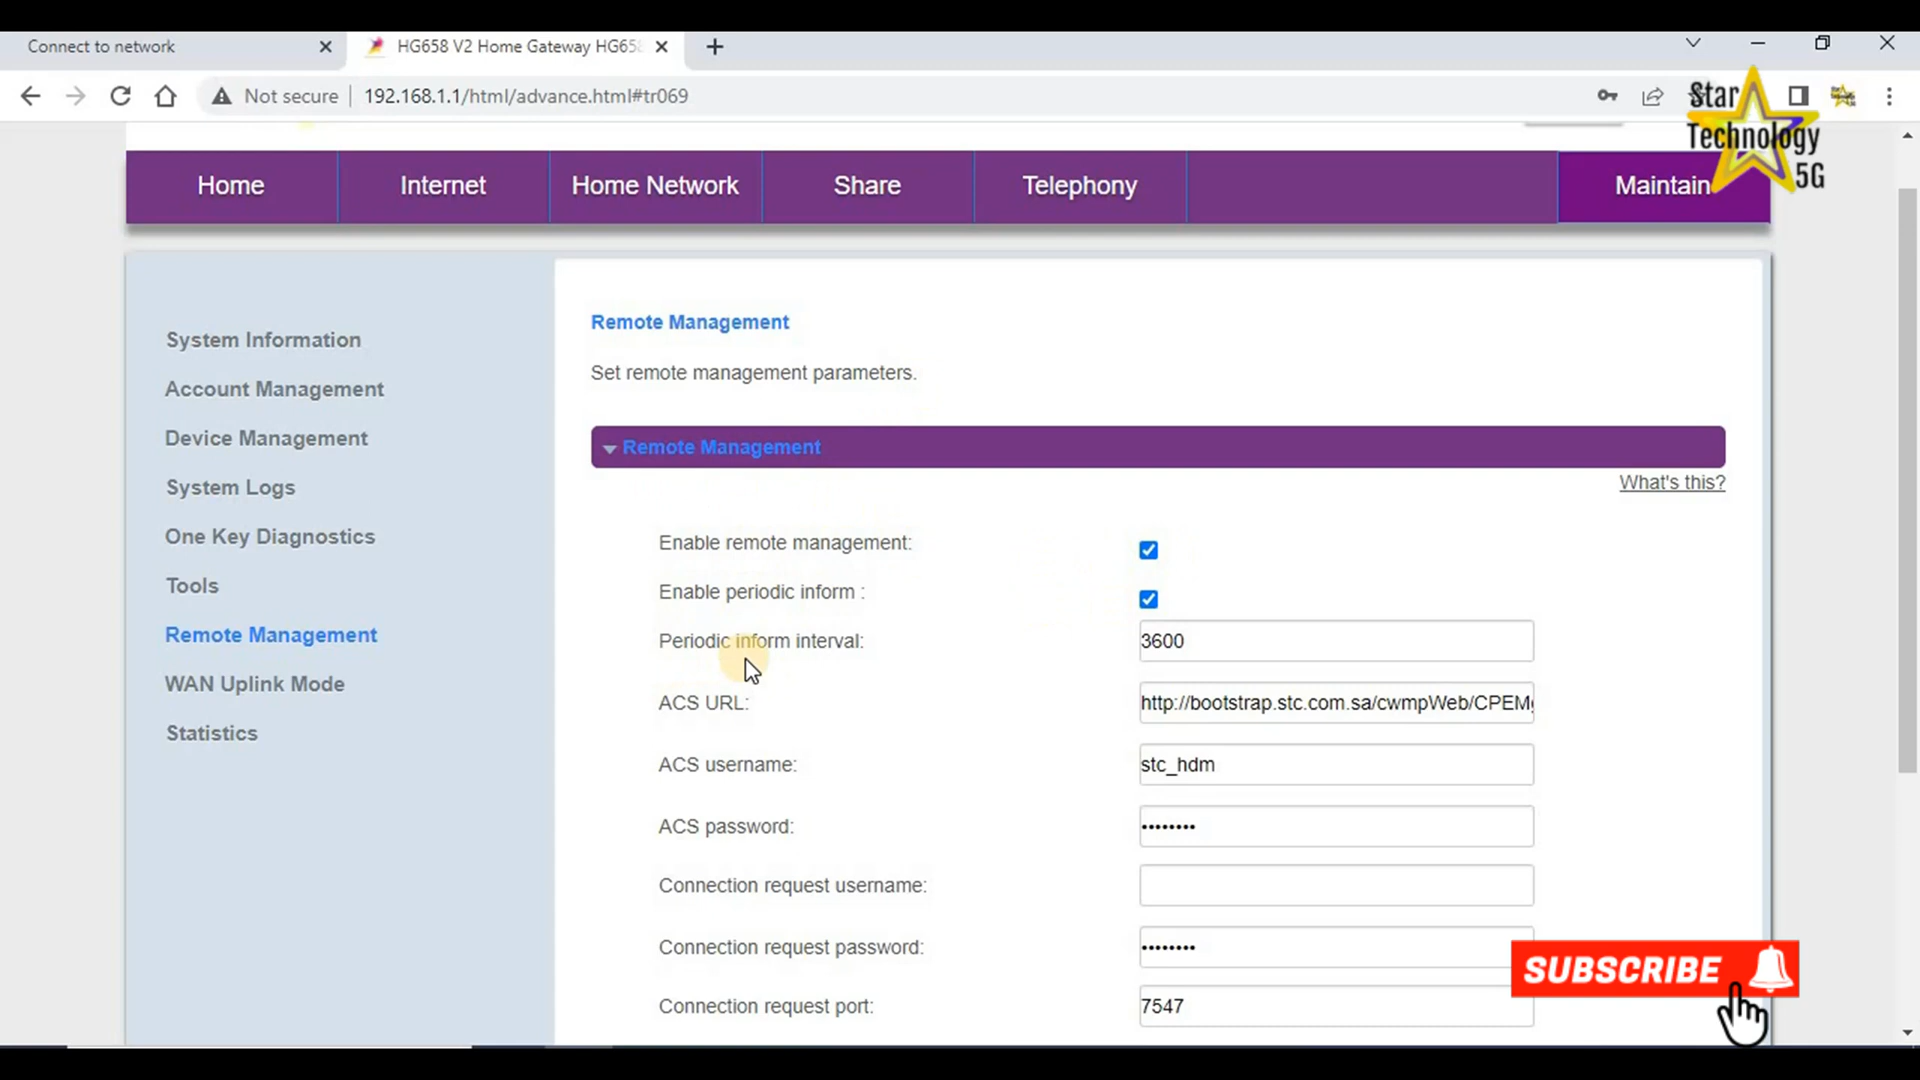 Connect to network
HG658 V2 Home Gateway HG658
Not secure
192.168.1.1/html/advance.html#tr069
Star
Technology
5G
Home
Internet
Home Network
Share
Telephony
Maintain
System Information
Account Management
Device Management
System Logs
One Key Diagnostics
Tools
Remote Management
WAN Uplink Mode
Statistics
Remote Management
Set remote management parameters.
Remote Management
What's this?
Enable remote management:
Enable periodic inform :
Periodic inform interval: 3600
ACS URL: http://bootstrap.stc.com.sa/cwmpWeb/CPEM
ACS username: stc_hdm
ACS password: ••••••••
Connection request username:
Connection request password: ••••••••
Connection request port: 7547
SUBSCRIBE